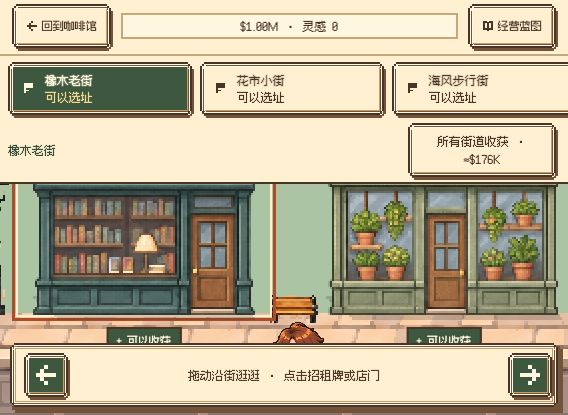 回到咖啡馆
$1.00M · 灵感 0
经营蓝图
橡木老街
可以选址
花市小街
可以选址
海风步行街
可以选址
橡木老街
所有街道收获 ·
≈$176K
+ 可以收获
+ 可以收获
拖动沿街逛逛 · 点击招租牌或店门